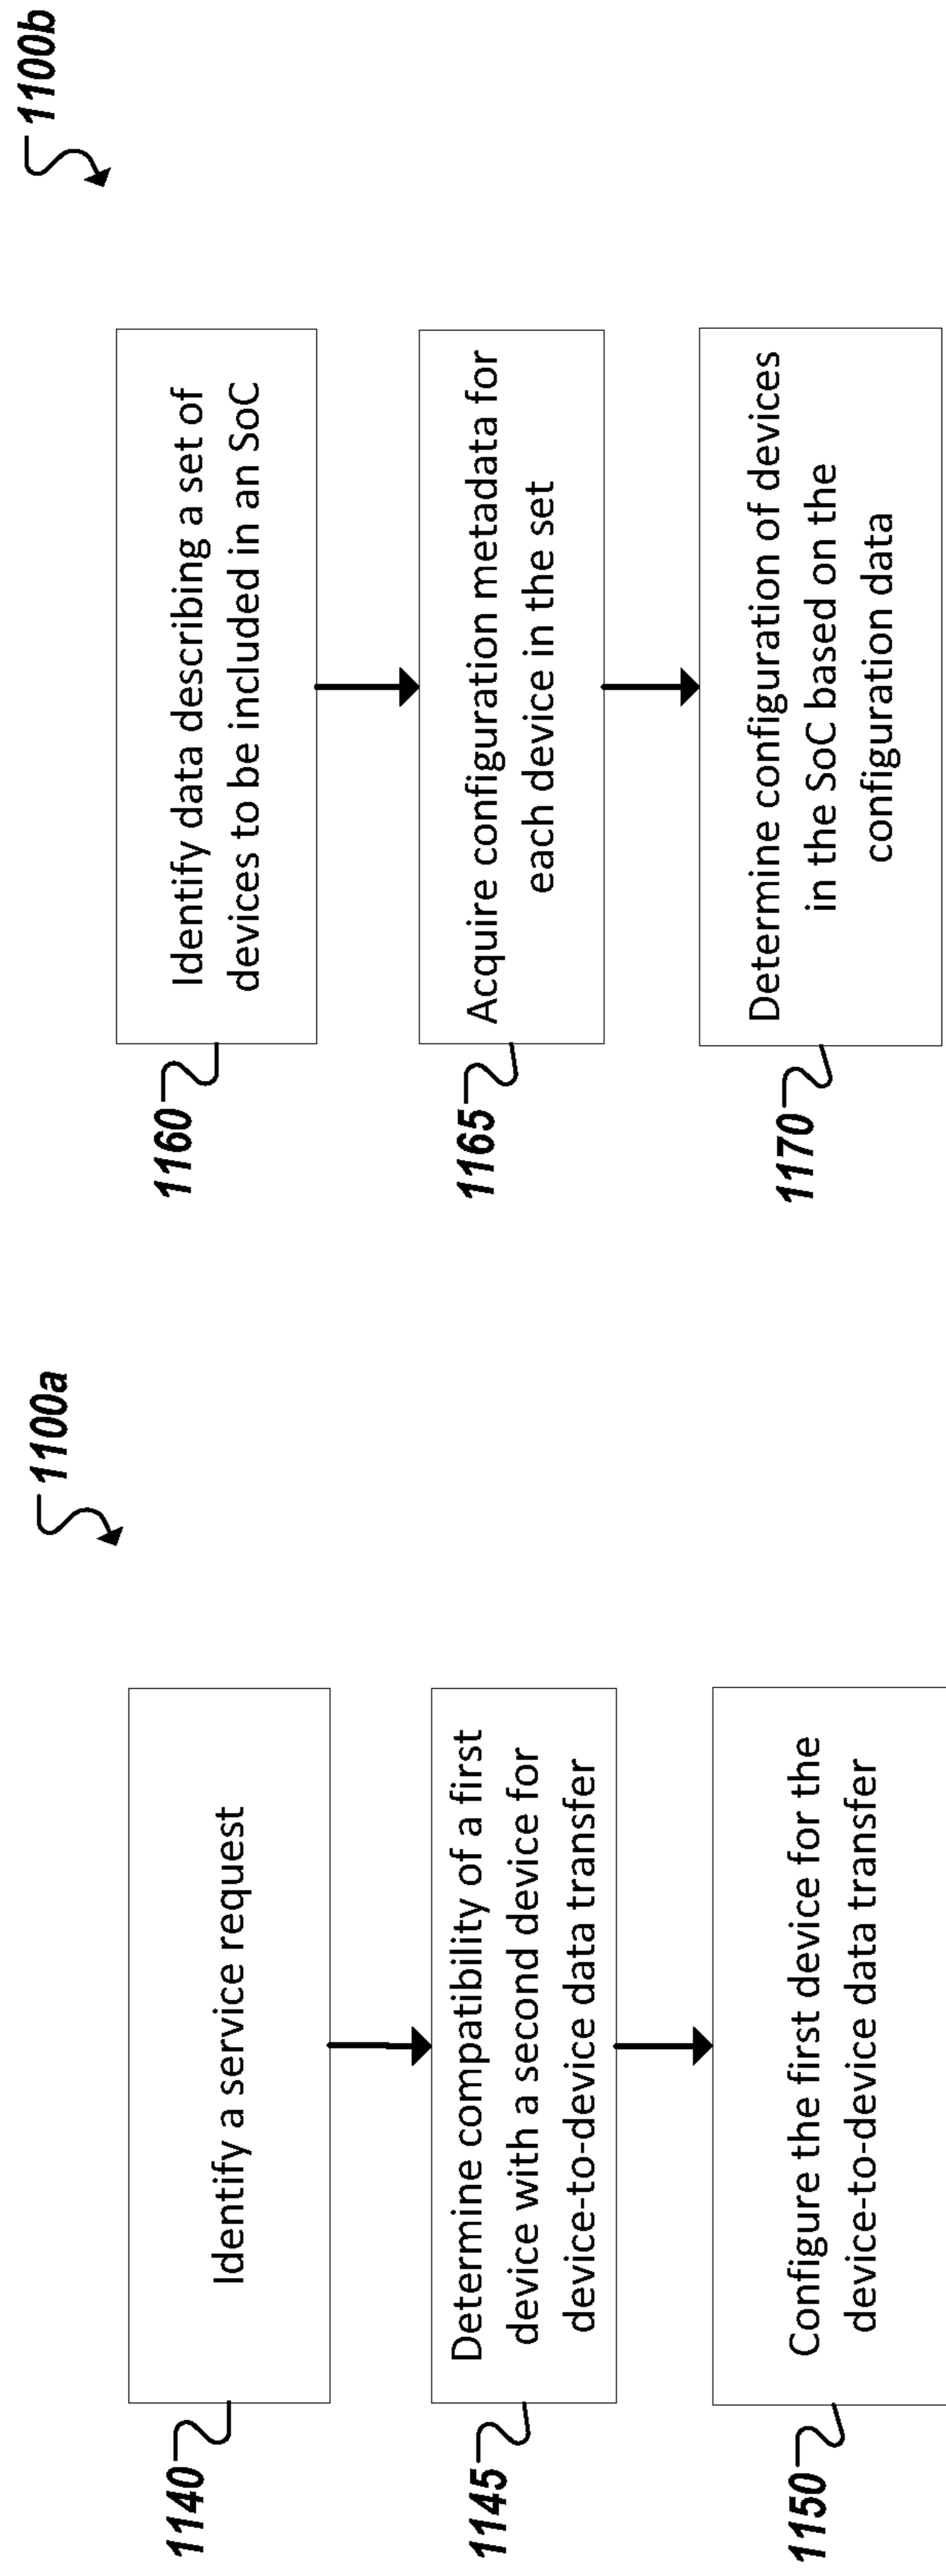 1100a
1140
Identify a service request
1145
Determine compatibility of a first
device with a second device for
device-to-device data transfer
1150
Configure the first device for the
device-to-device data transfer
1100b
1160
Identify data describing a set of
devices to be included in an SoC
1165
Acquire configuration metadata for
each device in the set
1170
Determine configuration of devices
in the SoC based on the
configuration data